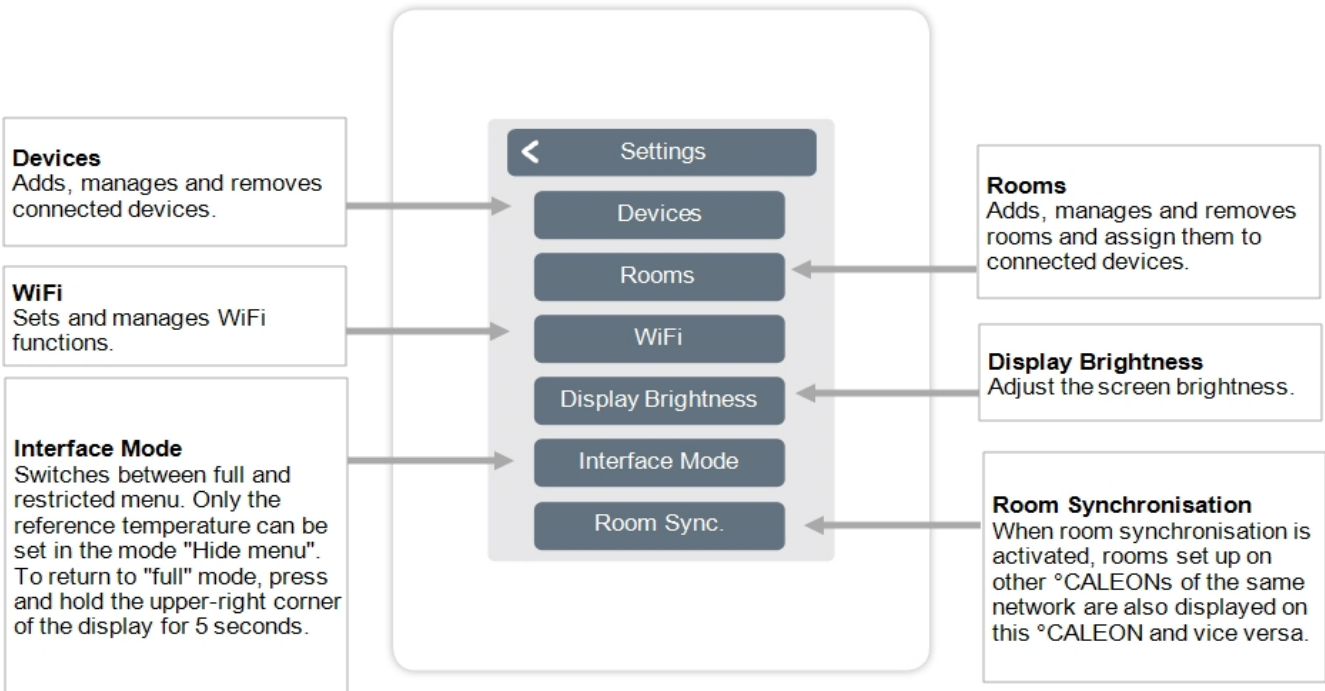 Devices
Adds, manages and removes
connected devices.
WiFi
Sets and manages WiFi
functions.
Interface Mode
Switches between full and
restricted menu. Only the
reference temperature can be
set in the mode "Hide menu".
To return to "full" mode, press
and hold the upper-right corner
of the display for 5 seconds.
Settings
Devices
Rooms
WiFi
Display Brightness
Interface Mode
Room Sync.
Rooms
Adds, manages and removes
rooms and assign them to
connected devices.
Display Brightness
Adjust the screen brightness.
Room Synchronisation
When room synchronisation is
activated, rooms set up on
other °CALEONs of the same
network are also displayed on
this °CALEON and vice versa.